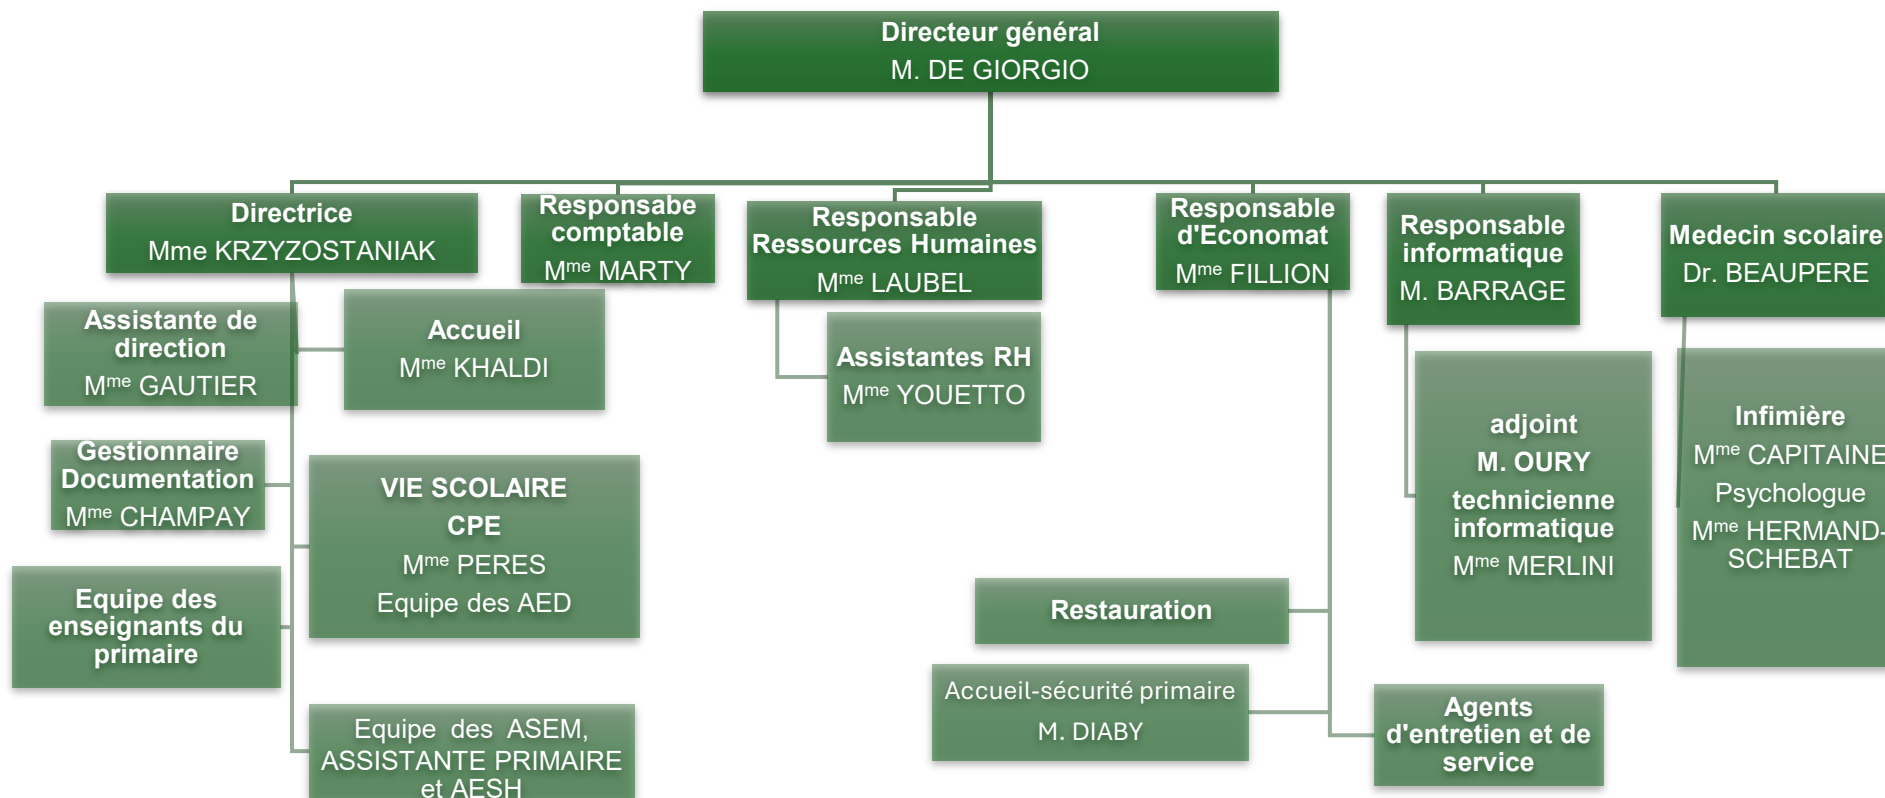 Directeur général
M. DE GIORGIO
Directrice
Mme KRZYZOSTANIAK
Responsabe
comptable
Mme MARTY
Responsable
Ressources Humaines
Mme LAUBEL
Responsable
d'Economat
Mme FILLION
Responsable
informatique
M. BARRAGE
Medecin scolaire
Dr. BEAUPERE
Assistante de
direction
Mme GAUTIER
Accueil
Mme KHALDI
Assistantes RH
Mme YOUETTO
adjoint
M. OURY
technicienne
informatique
Mme MERLINI
Infimière
Mme CAPITAINE
Psychologue
Mme HERMAND-
SCHEBAT
Gestionnaire
Documentation
Mme CHAMPAY
VIE SCOLAIRE
CPE
Mme PERES
Equipe des AED
Equipe des
enseignants du
primaire
Restauration
Accueil-sécurité primaire
M. DIABY
Agents
d'entretien et de
service
Equipe des ASEM,
ASSISTANTE PRIMAIRE
et AESH